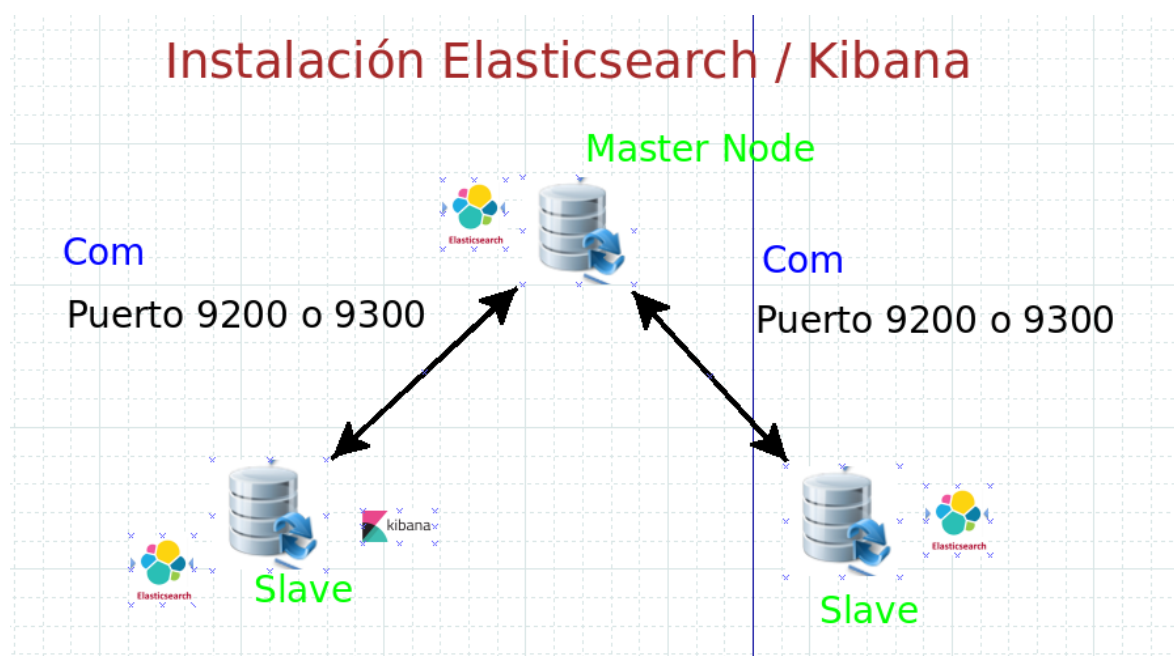 Instalación Elasticsearch / Kibana
Master Node
Elasticsearch
Com
Puerto 9200 o 9300
Com
Puerto 9200 o 9300
kibana
Elasticsearch
Slave
Elasticsearch
Slave